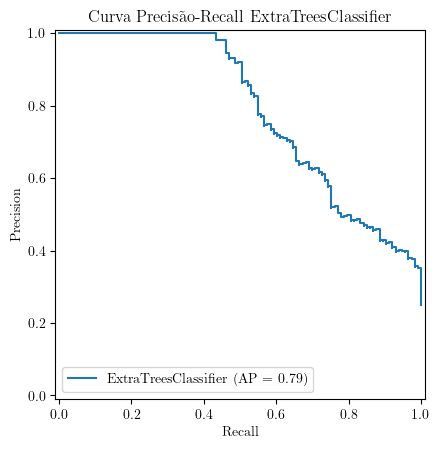 Curva Precisão-Recall ExtraTreesClassifier
1.0
0.8
0.6
0.4
0.2
0.0
Precision
ExtraTreesClassifier (AP = 0.79)
0.0 0.2 0.4 0.6 0.8 1.0
Recall